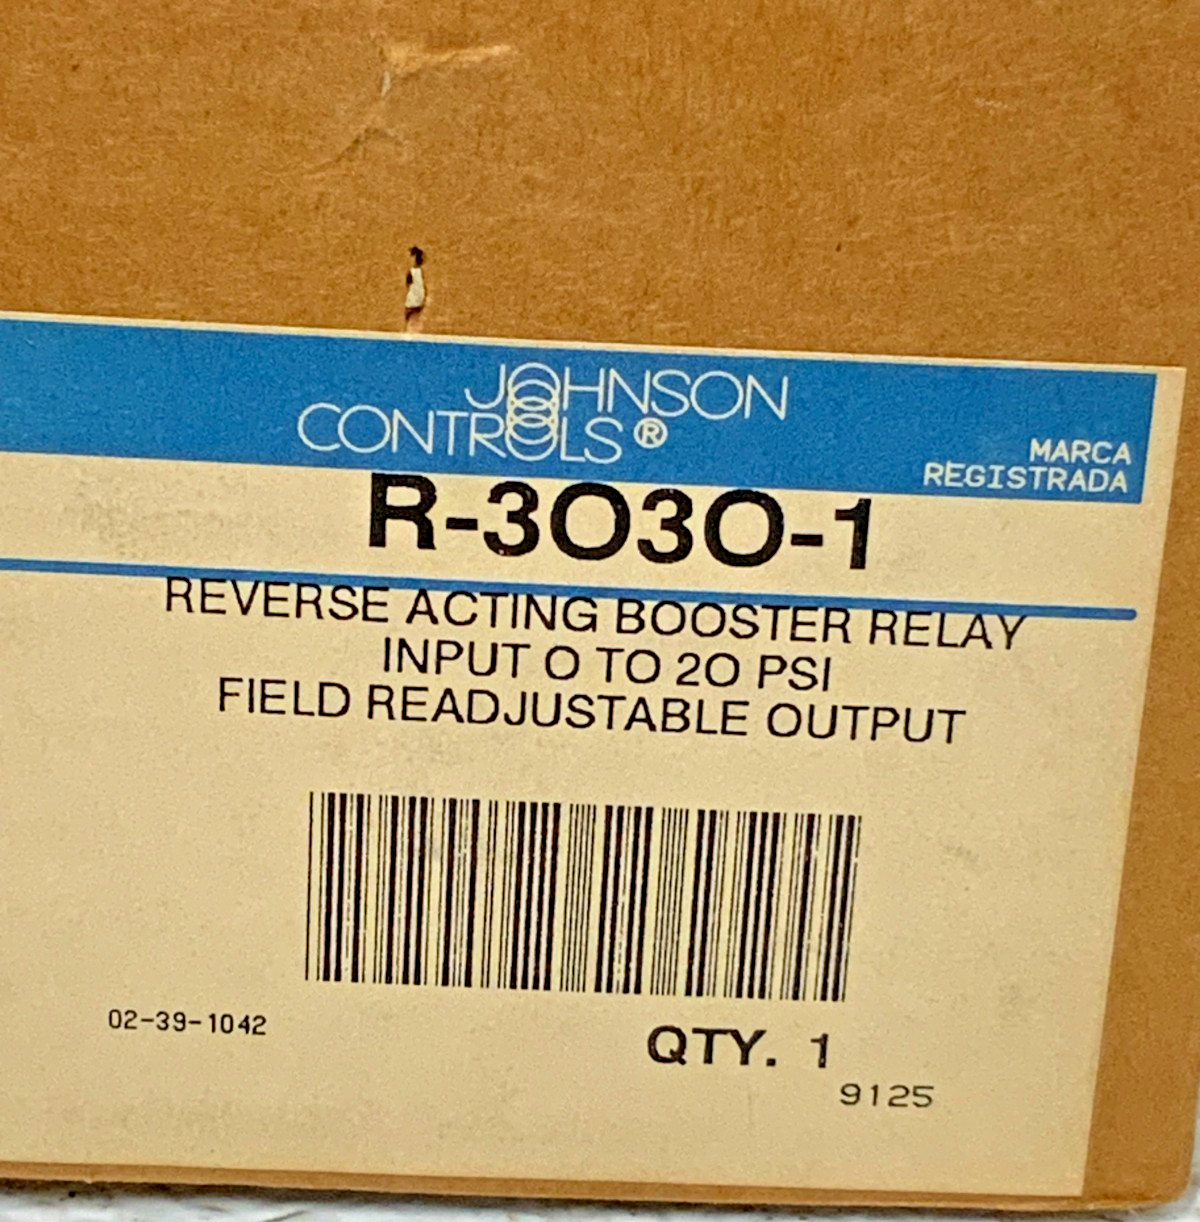 JOHNSON
CONTROLS®
MARCA
REGISTRADA
R-3030-1
REVERSE ACTING BOOSTER RELAY
INPUT 0 TO 20 PSI
FIELD READJUSTABLE OUTPUT
02-39-1042
QTY. 1
9125